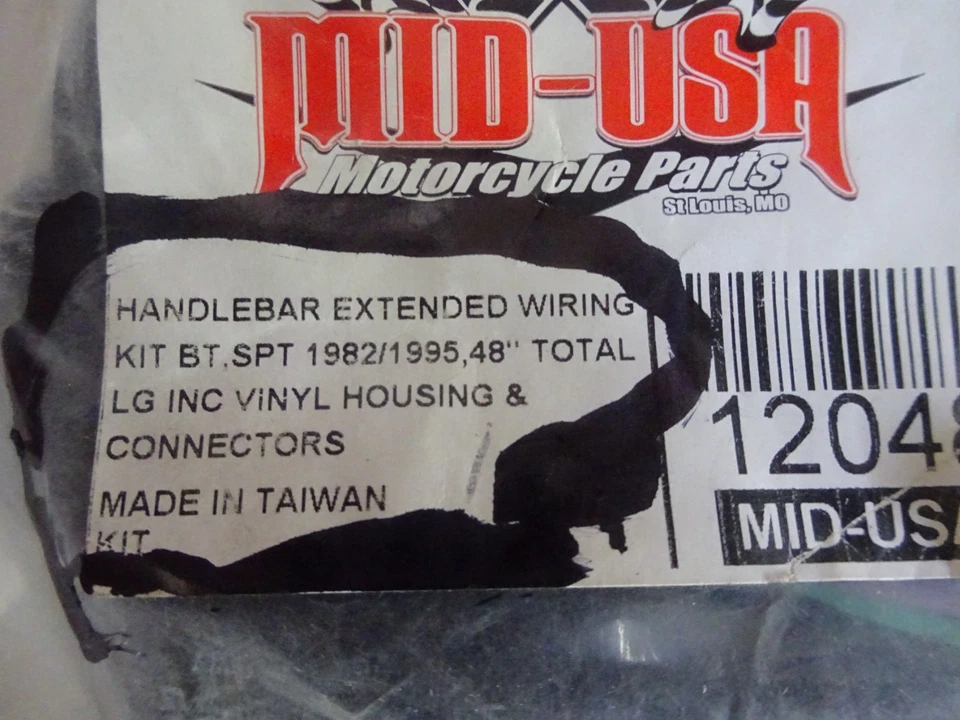 MID-USA
Motorcycle Parts
St Louis, MO
HANDLEBAR EXTENDED WIRING
KIT BT,SPT 1982/1995,48" TOTAL
LG INC ViNYL HOUSING &
CONNECTORS
MADE IN TAIWAN
KIT
1204
MID-USA